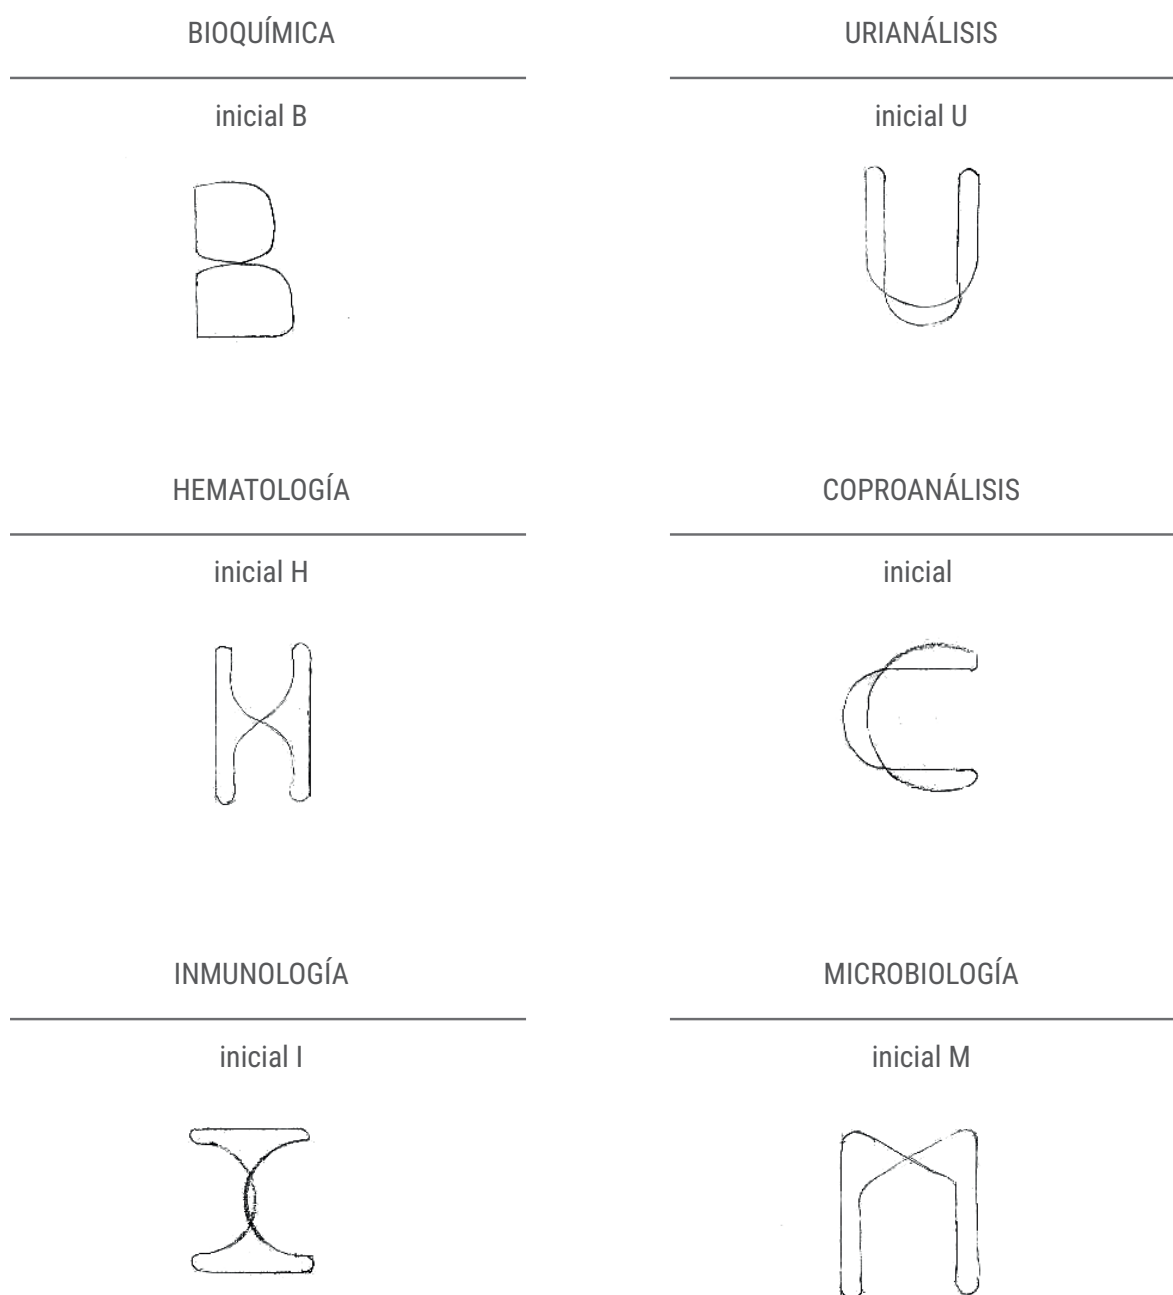 BIOQUÍMICA
inicial B
B
URIANÁLISIS
inicial U
U
HEMATOLOGÍA
inicial H
H
COPROANÁLISIS
inicial
C
INMUNOLOGÍA
inicial I
I
MICROBIOLOGÍA
inicial M
M